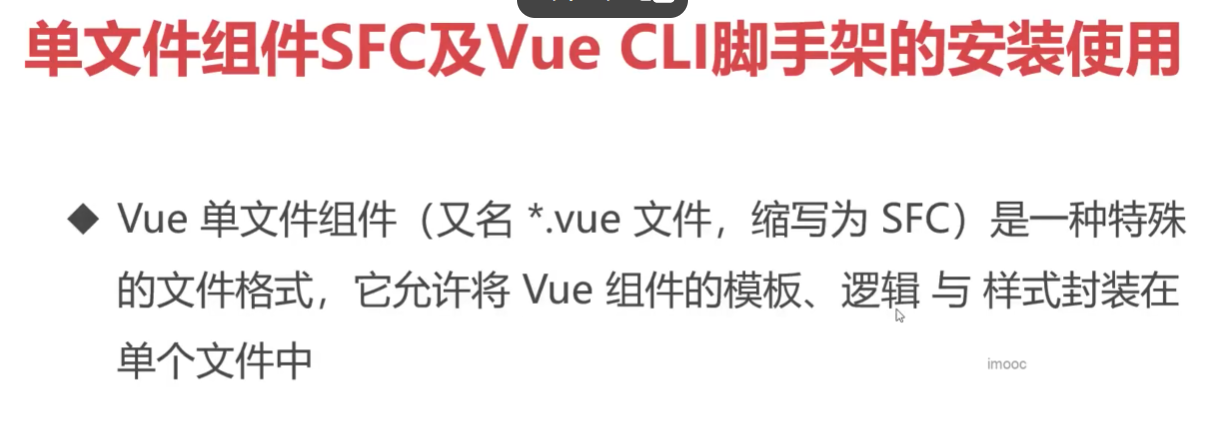 单文件组件SFC及Vue CLI脚手架的安装使用
◆ Vue 单文件组件（又名 *.vue 文件，缩写为 SFC）是一种特殊
的文件格式，它允许将 Vue 组件的模板、逻辑 与 样式封装在
单个文件中
imooc